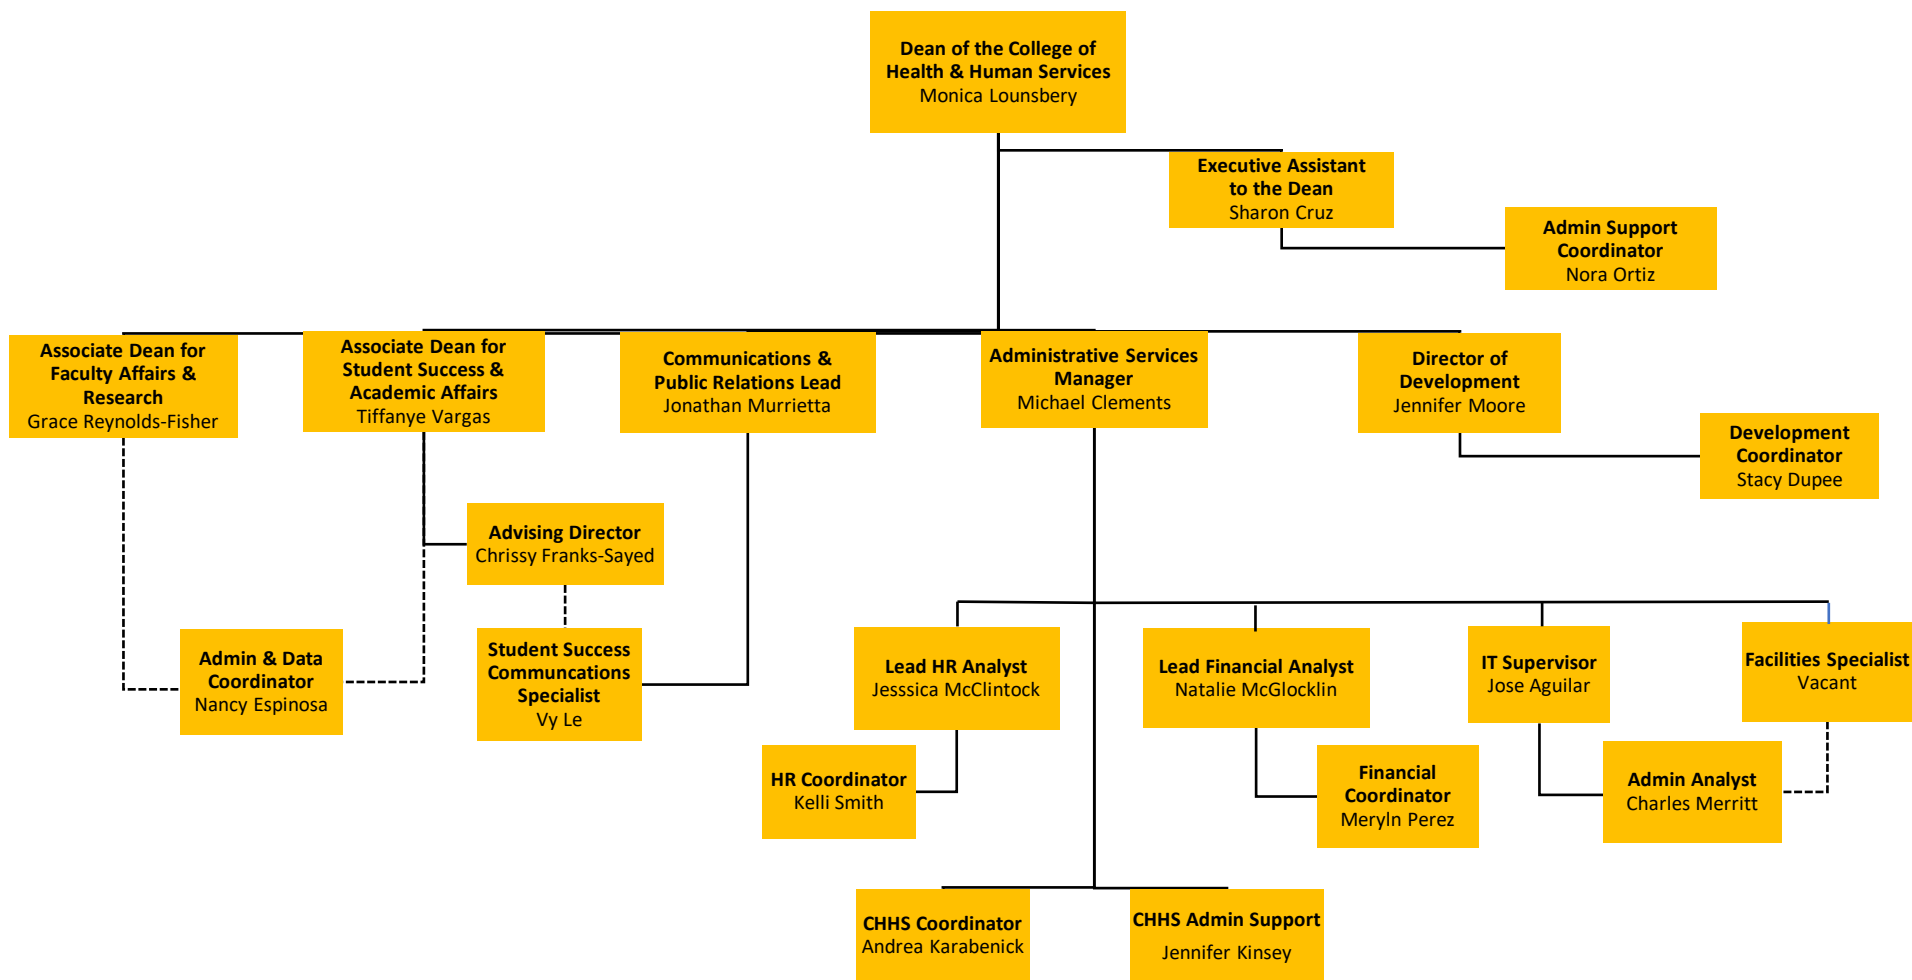 Dean of the College of
Health & Human Services
Monica Lounsbery
Executive Assistant
to the Dean
Sharon Cruz
Admin Support
Coordinator
Nora Ortiz
Associate Dean for
Faculty Affairs &
Research
Grace Reynolds-Fisher
Associate Dean for
Student Success &
Academic Affairs
Tiffanye Vargas
Communications &
Public Relations Lead
Jonathan Murrietta
Administrative Services
Manager
Michael Clements
Director of
Development
Jennifer Moore
Development
Coordinator
Stacy Dupee
Advising Director
Chrissy Franks-Sayed
Admin & Data
Coordinator
Nancy Espinosa
Student Success
Communcations
Specialist
Vy Le
Lead HR Analyst
Jesssica McClintock
Lead Financial Analyst
Natalie McGlocklin
IT Supervisor
Jose Aguilar
Facilities Specialist
Vacant
HR Coordinator
Kelli Smith
Financial
Coordinator
Meryln Perez
Admin Analyst
Charles Merritt
CHHS Coordinator
Andrea Karabenick
CHHS Admin Support
Jennifer Kinsey